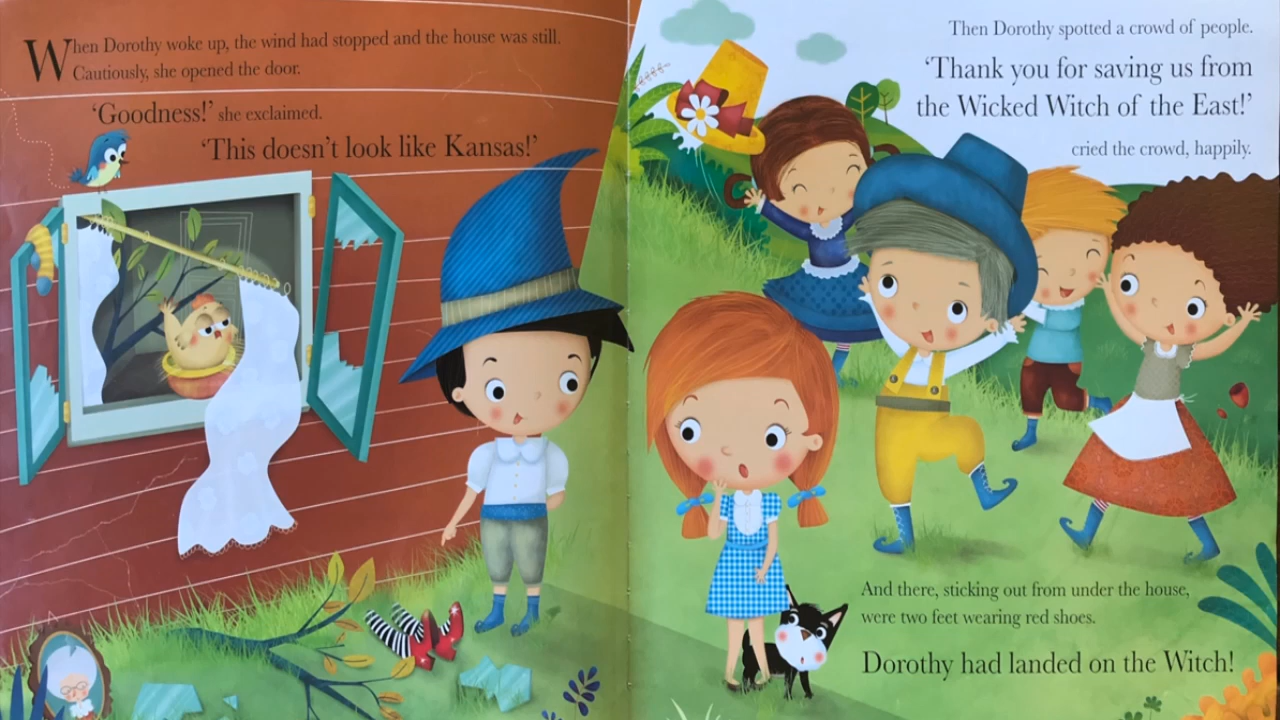 When Dorothy woke up, the wind had stopped and the house was still.
Cautiously, she opened the door.
‘Goodness!’ she exclaimed.
‘This doesn’t look like Kansas!’
Then Dorothy spotted a crowd of people.
‘Thank you for saving us from
the Wicked Witch of the East!’
cried the crowd, happily.
And there, sticking out from under the house,
were two feet wearing red shoes.
Dorothy had landed on the Witch!